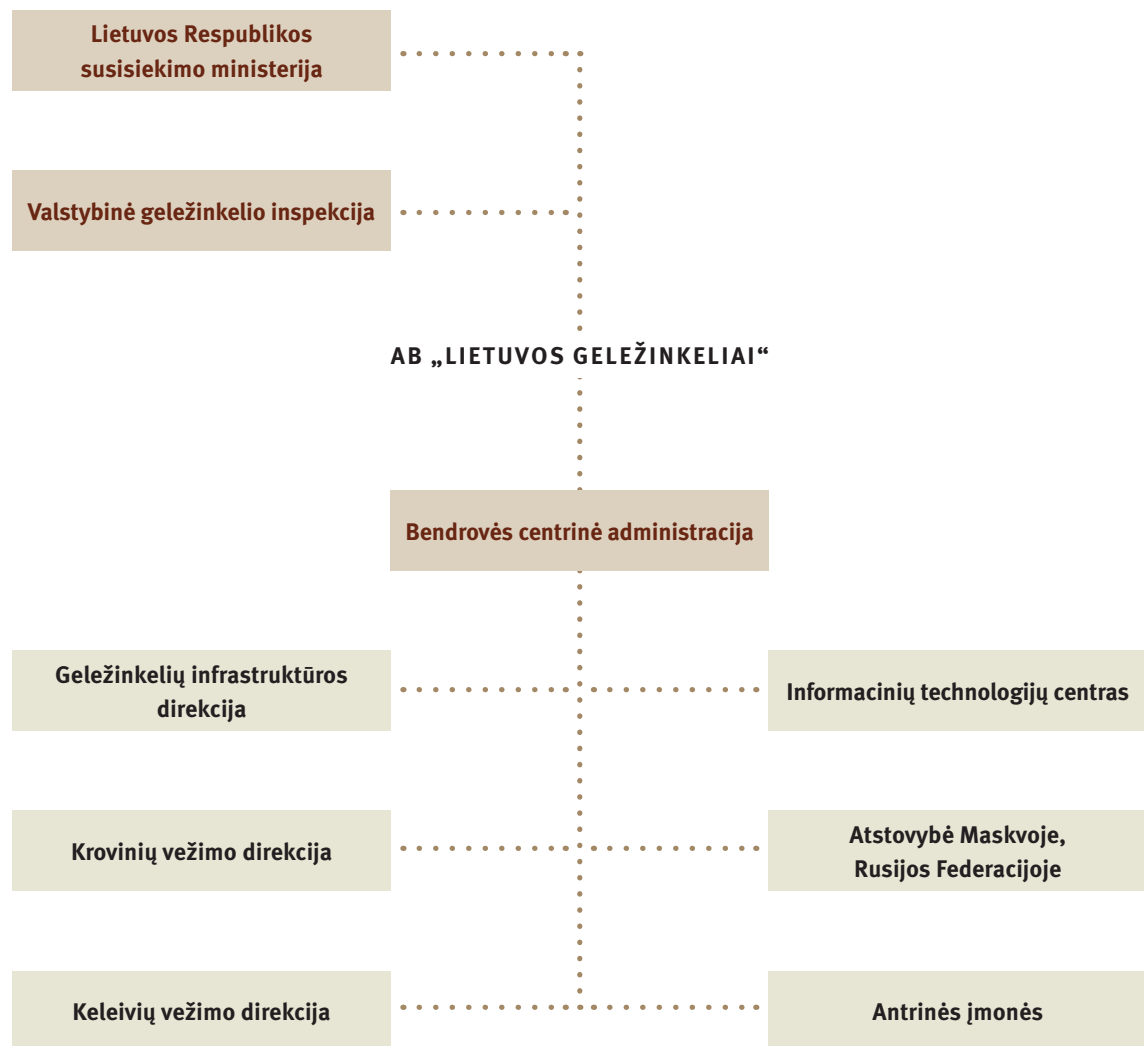 Lietuvos Respublikos
susisiekimo ministerija
Valstybinė geležinkelio inspekcija
AB „LIETUVOS GELEŽINKELIAI“
Bendrovės centrinė administracija
Geležinkelių infrastruktūros
direkcija
Informacinių technologijų centras
Krovinių vežimo direkcija
Atstovybė Maskvoje,
Rusijos Federacijoje
Keleivių vežimo direkcija
Antrinės įmonės